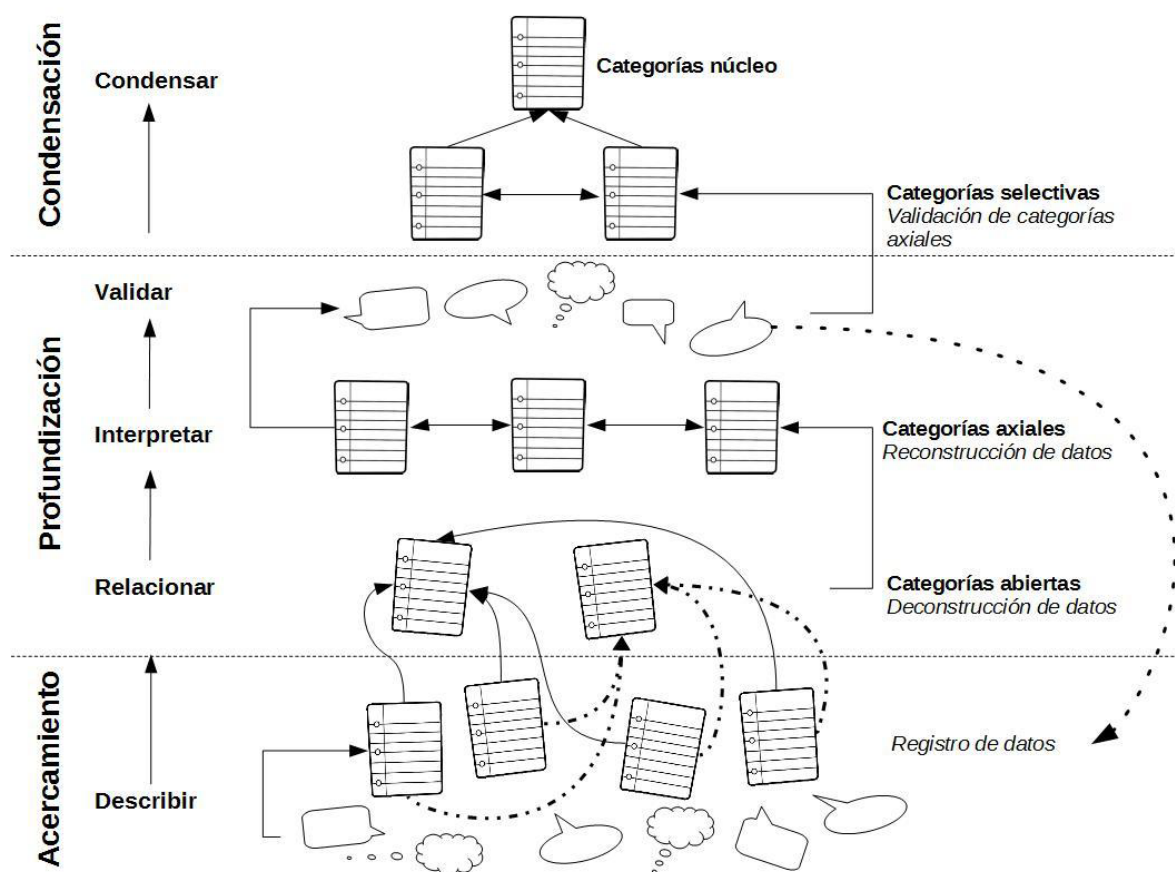 Condensación
Condensar
Categorías núcleo
Categorías selectivas
Validación de categorías
axiales
Profundización
Validar
Interpretar
Categorías axiales
Reconstrucción de datos
Relacionar
Categorías abiertas
Deconstrucción de datos
Acercamiento
Registro de datos
Describir